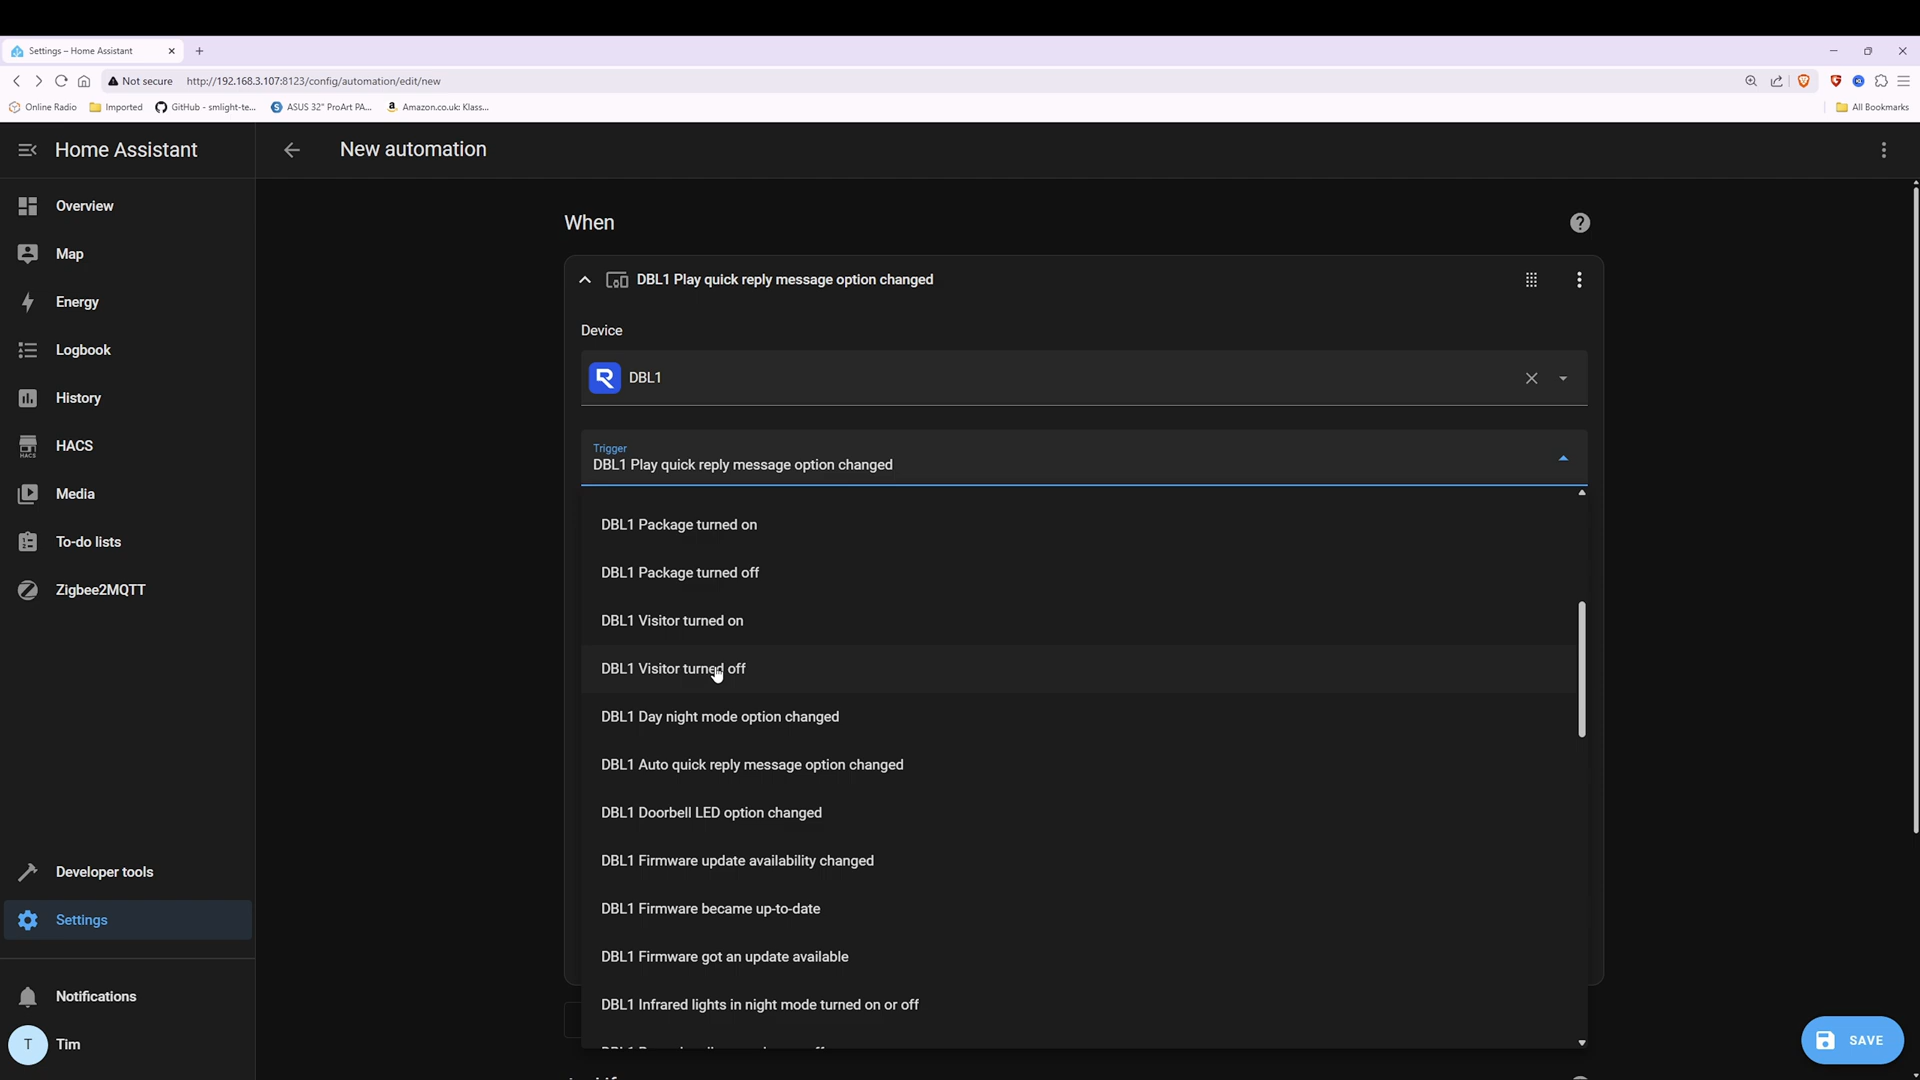 Settings – Home Assistant
Not secure
http://192.168.3.107:8123/config/automation/edit/new
Online Radio
Imported
GitHub - smlight-te...
ASUS 32" ProArt PA...
Amazon.co.uk: Klass...
All Bookmarks
Home Assistant
New automation
Overview
Map
Energy
Logbook
History
HACS
HACS
Media
To-do lists
Zigbee2MQTT
Developer tools
Settings
Notifications
T
Tim
When
DBL1 Play quick reply message option changed
Device
DBL1
Trigger
DBL1 Play quick reply message option changed
DBL1 Package turned on
DBL1 Package turned off
DBL1 Visitor turned on
DBL1 Visitor turned off
DBL1 Day night mode option changed
DBL1 Auto quick reply message option changed
DBL1 Doorbell LED option changed
DBL1 Firmware update availability changed
DBL1 Firmware became up-to-date
DBL1 Firmware got an update available
DBL1 Infrared lights in night mode turned on or off
SAVE